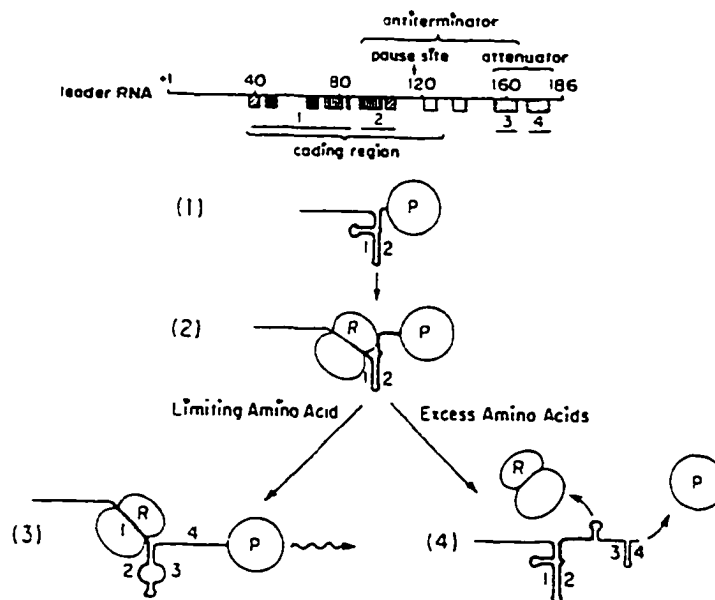 antiterminator
pause site attenuator
+1 40 80 120 160 186
leader RNA
1 2 3 4
coding region
(1) P
1 2
(2) R P
1 2
Limiting Amino Acid Excess Amino Acids
R P
(3) 1 R 4 P (4)
2 3 1 2 3 4